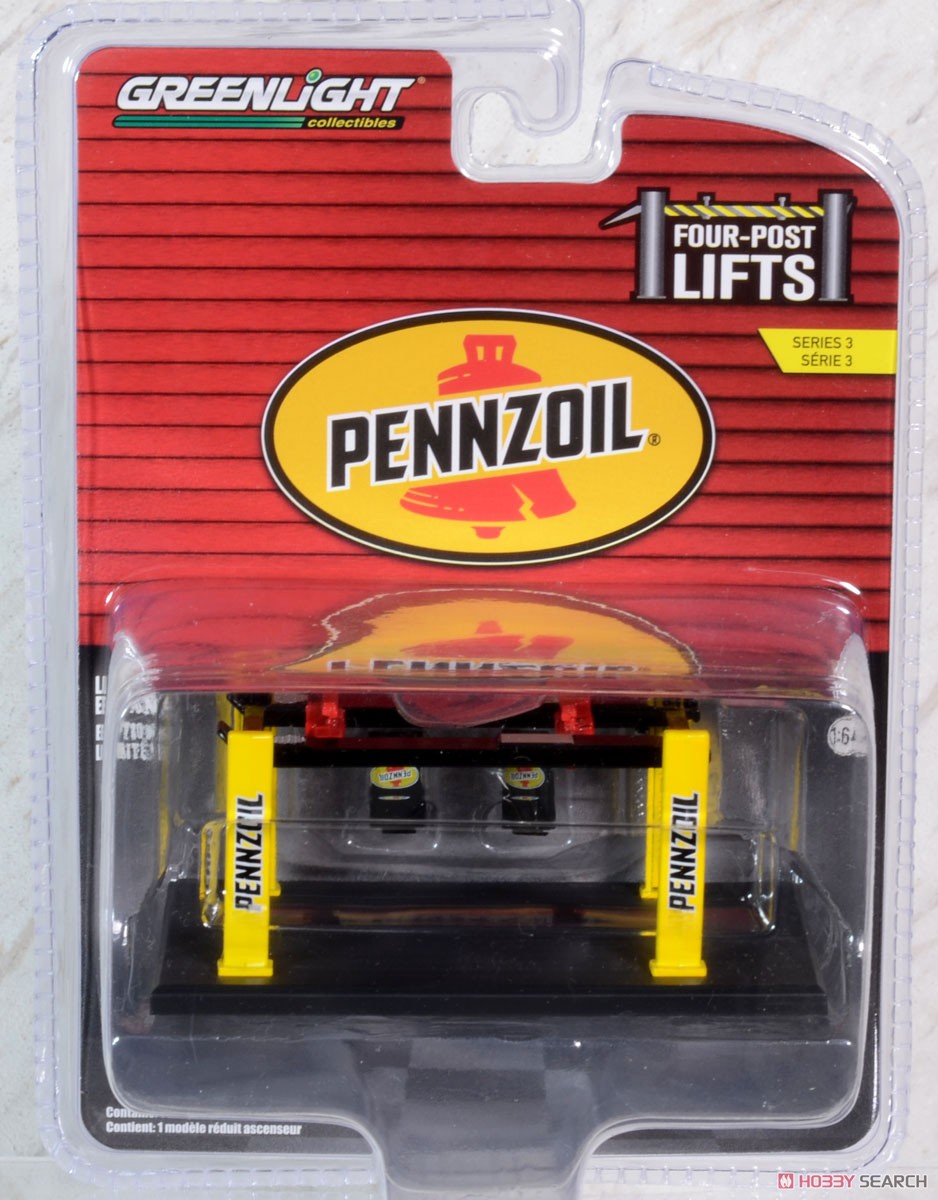 GREENLIGHT
collectibles
FOUR-POST
LIFTS
SERIES 3
SÉRIE 3
PENNZOIL®
PENNZOIL
PENNZOIL
PENNZOIL
PENNZOIL
Contient: 1 modèle réduit ascenseur
HOBBY SEARCH